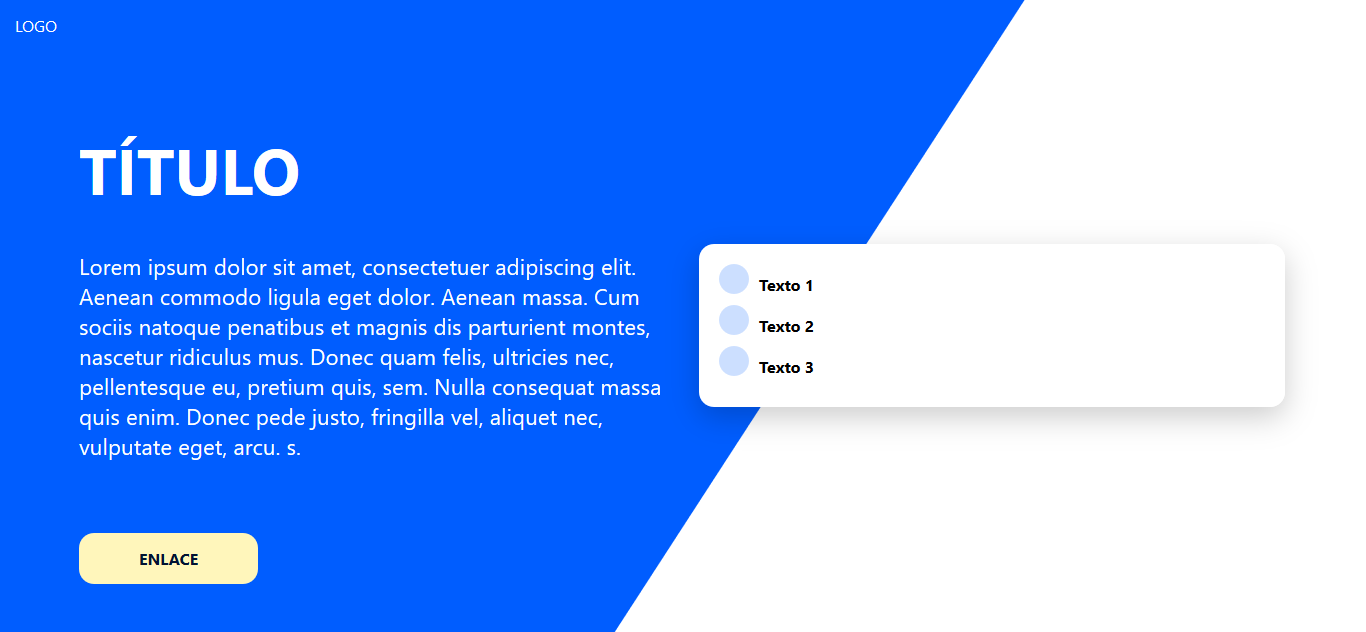 LOGO
TÍTULO
Lorem ipsum dolor sit amet, consectetuer adipiscing elit.
Aenean commodo ligula eget dolor. Aenean massa. Cum
sociis natoque penatibus et magnis dis parturient montes,
nascetur ridiculus mus. Donec quam felis, ultricies nec,
pellentesque eu, pretium quis, sem. Nulla consequat massa
quis enim. Donec pede justo, fringilla vel, aliquet nec,
vulputate eget, arcu. s.
ENLACE
Texto 1
Texto 2
Texto 3